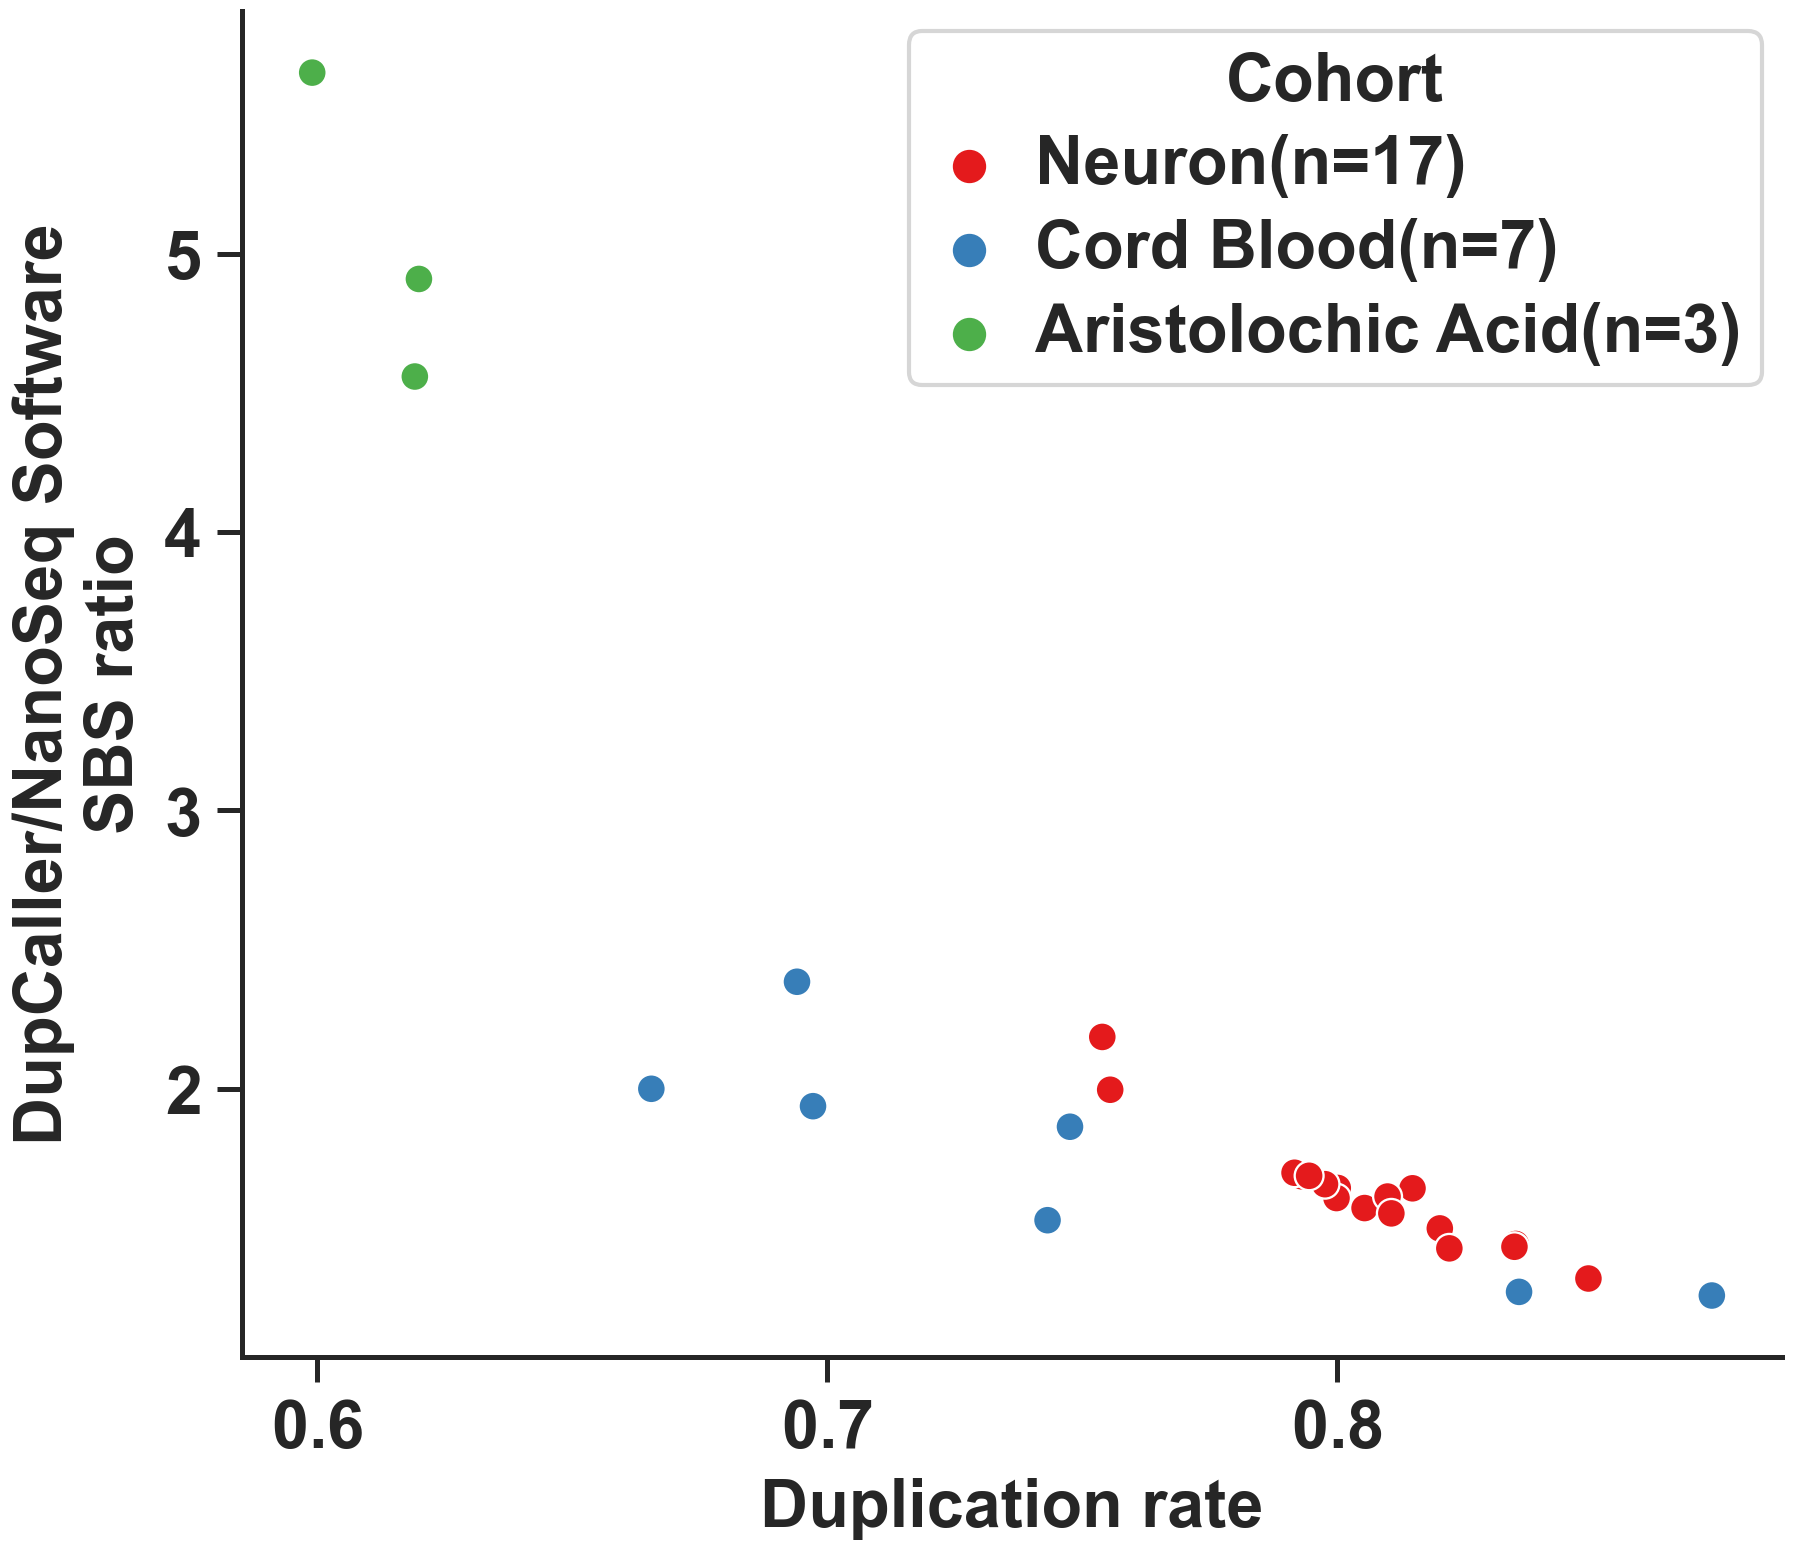 DupCaller/NanoSeq Software
SBS ratio
5
4
3
2
Cohort
Neuron(n=17)
Cord Blood(n=7)
Aristolochic Acid(n=3)
0.6
0.7
0.8
Duplication rate